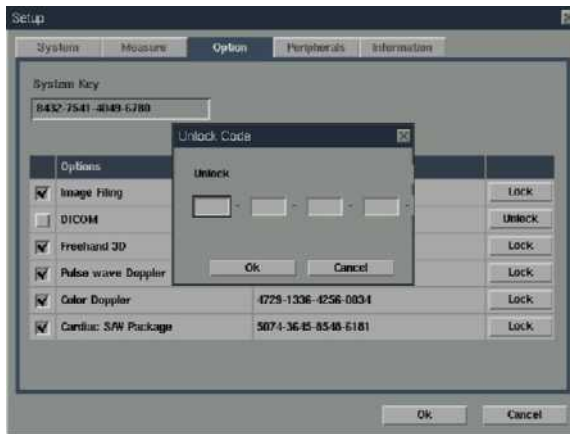 Setup
System Measure Option Peripherals Information
System Key
8432-7541-4049-6780
Unlock Code
Unlock
- - - -
Ok Cancel
Options
Image Filing Lock
DICOM Unlock
Freehand 3D Lock
Pulse wave Doppler Lock
Color Doppler 4729-1336-4256-0034 Lock
Cardiac S/W Package 5074-3645-8548-6181 Lock
Ok Cancel